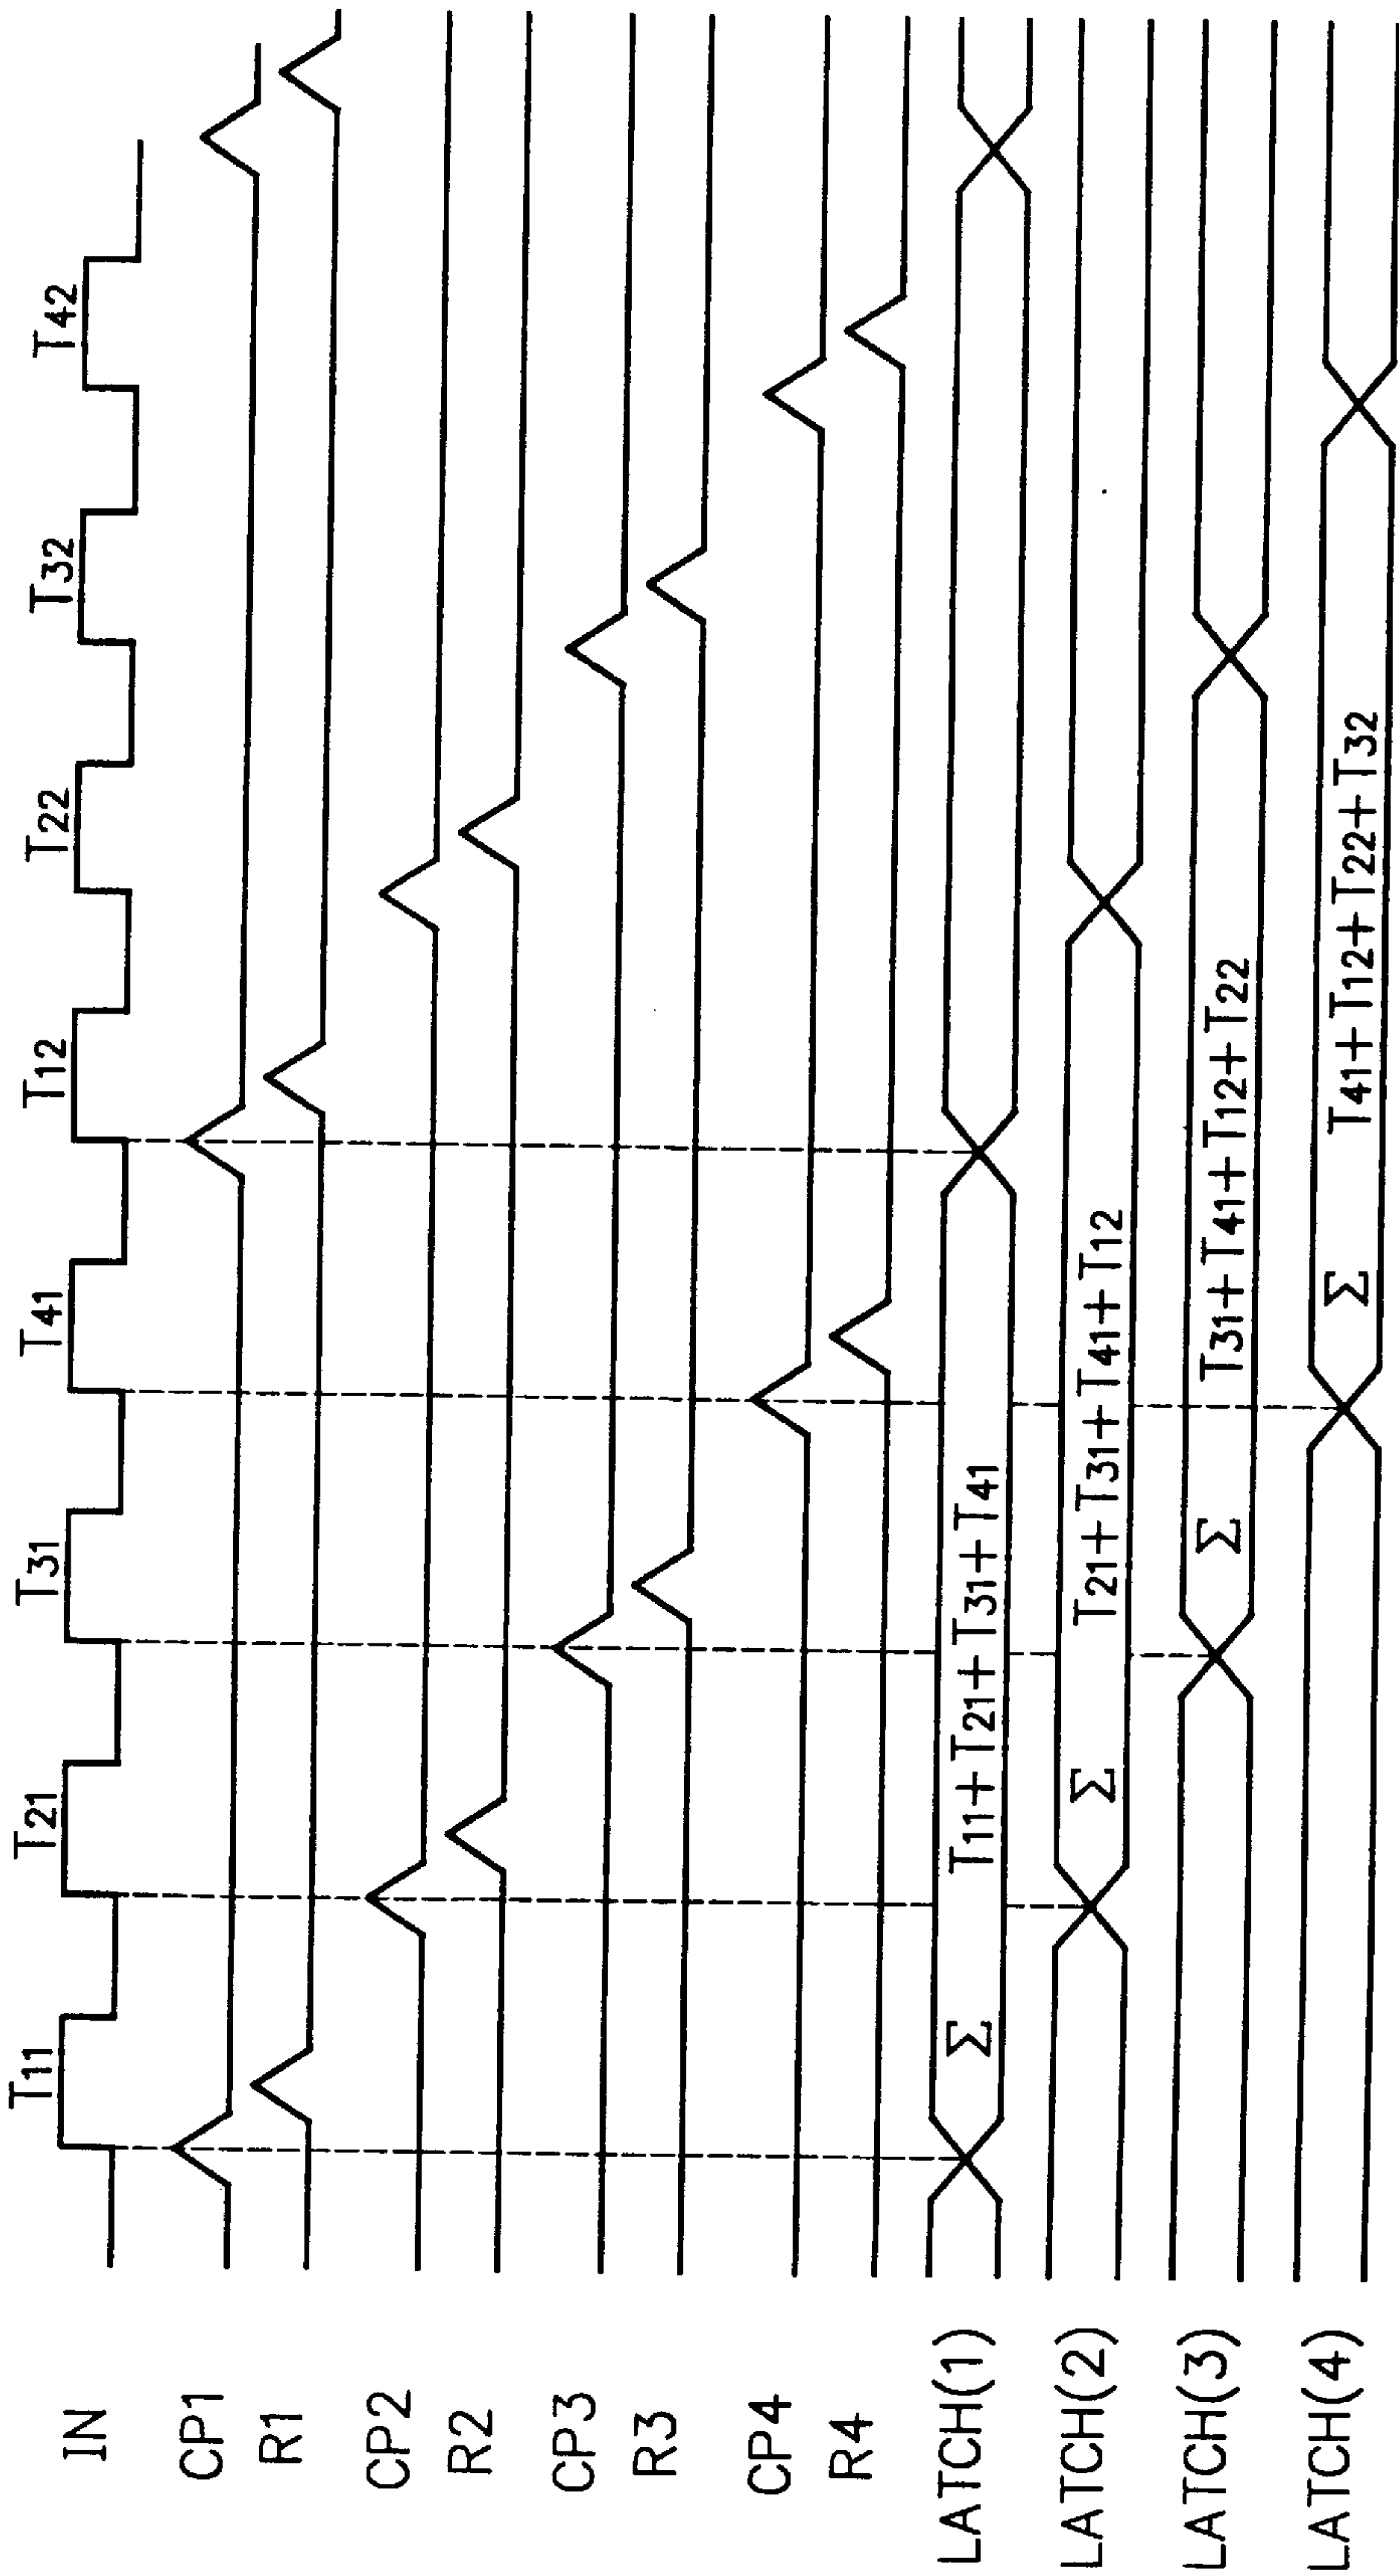 IN
T11 T21 T31 T41 T12 T22 T32 T42
CP1
R1
CP2
R2
CP3
R3
CP4
R4
LATCH(1)
Σ T11+T21+T31+T41
LATCH(2)
Σ T21+T31+T41+T12
LATCH(3)
Σ T31+T41+T12+T22
LATCH(4)
Σ T41+T12+T22+T32